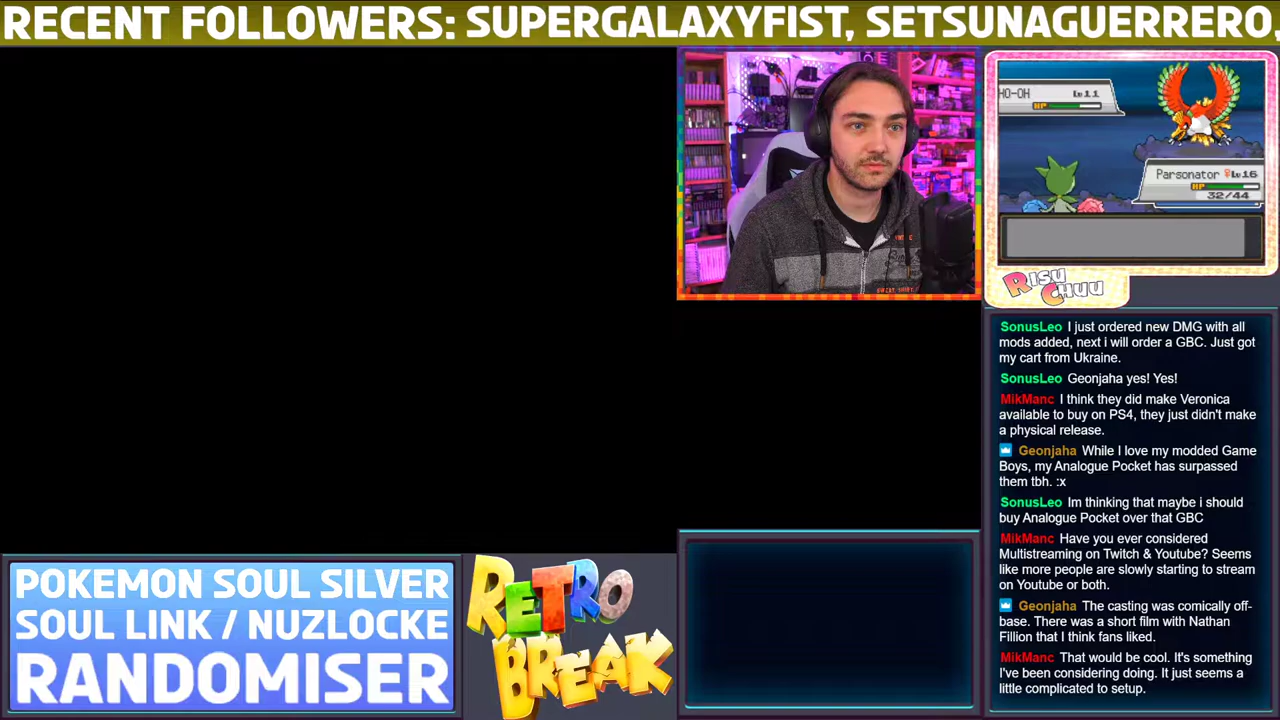 RECENT FOLLOWERS: SUPERGALAXYFIST, SETSUNAGUERRERO,
HO-OH Lv11
HP
Parsonator ♀Lv16
HP
32/44
RISU
CHUU
SonusLeo I just ordered new DMG with all
mods added, next i will order a GBC. Just got
my cart from Ukraine.
SonusLeo Geonjaha yes! Yes!
MikManc I think they did make Veronica
available to buy on PS4, they just didn't make
a physical release.
Geonjaha While I love my modded Game
Boys, my Analogue Pocket has surpassed
them tbh. :x
SonusLeo Im thinking that maybe i should
buy Analogue Pocket over that GBC
MikManc Have you ever considered
Multistreaming on Twitch & Youtube? Seems
like more people are slowly starting to stream
on Youtube or both.
Geonjaha The casting was comically off-
base. There was a short film with Nathan
Fillion that I think fans liked.
MikManc That would be cool. It's something
I've been considering doing. It just seems a
little complicated to setup.
POKEMON SOUL SILVER
SOUL LINK / NUZLOCKE
RANDOMISER
RETRO
BREAK